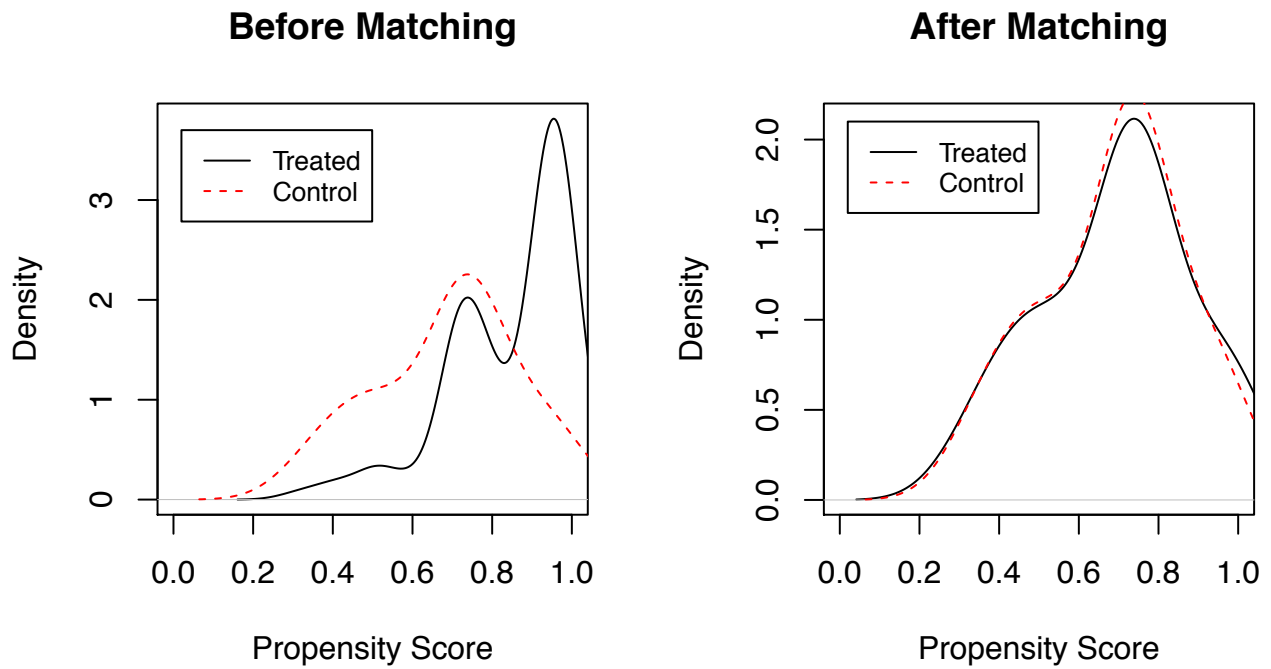 Before Matching
Treated
Control
Density
0
1
2
3
0.0 0.2 0.4 0.6 0.8 1.0
Propensity Score
After Matching
Treated
Control
Density
0.0
0.5
1.0
1.5
2.0
0.0 0.2 0.4 0.6 0.8 1.0
Propensity Score